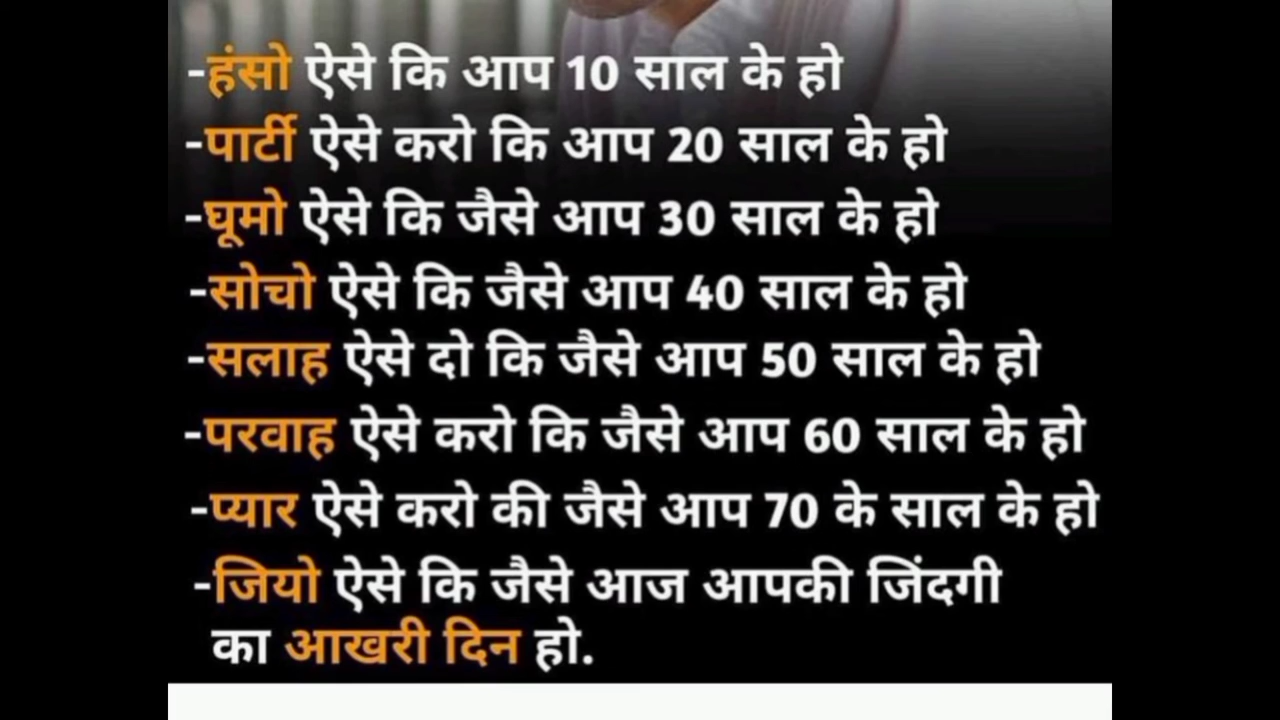 -हंसो ऐसे कि आप 10 साल के हो
-पार्टी ऐसे करो कि आप 20 साल के हो
-घूमो ऐसे कि जैसे आप 30 साल के हो
-सोचो ऐसे कि जैसे आप 40 साल के हो
-सलाह ऐसे दो कि जैसे आप 50 साल के हो
-परवाह ऐसे करो कि जैसे आप 60 साल के हो
-प्यार ऐसे करो की जैसे आप 70 के साल के हो
-जियो ऐसे कि जैसे आज आपकी जिंदगी
का आखरी दिन हो.